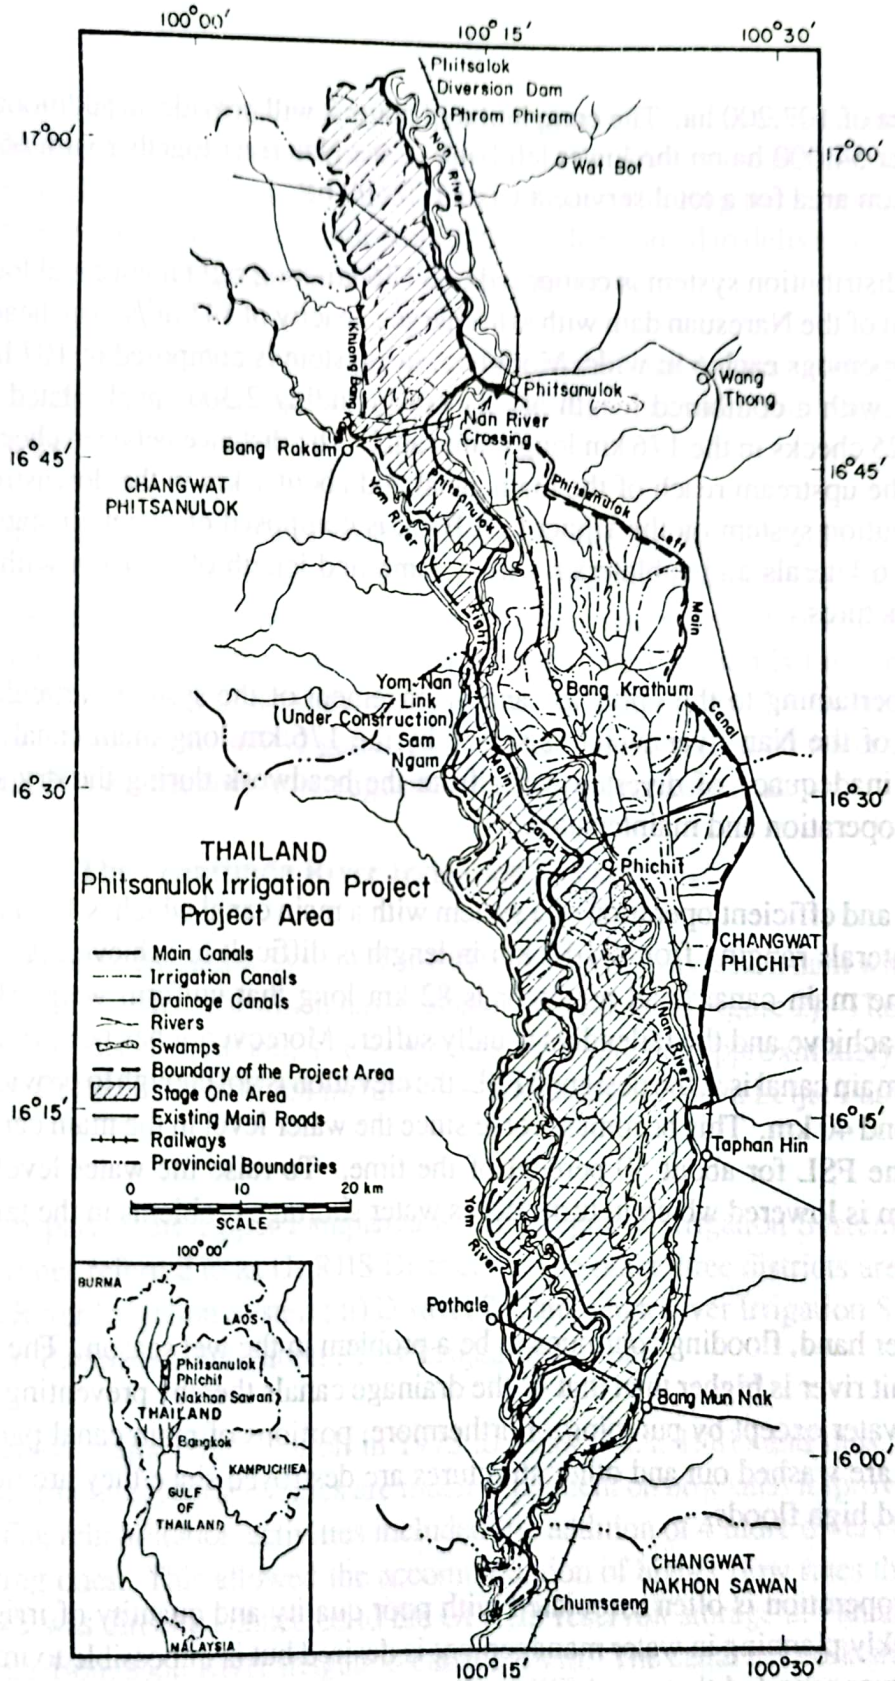 100°00′
100°15′
100°30′
Phitsalok
Diversion Dam
Phrom Phiram
17°00′
17°00′
Nan River
Wat Bot
Khlong Bang
Phitsanulok
Wang
Thong
Nan River
Crossing
Bang Rakam
16°45′
16°45′
CHANGWAT
PHITSANULOK
Yom River
Phitsanulok
Right
Main
Canal
Phitsanulok
Left
Main
Canal
Yom-Nan
Link
(Under Construction)
Bang Krathum
Sam
Ngam
16°30′
16°30′
Phichit
THAILAND
Phitsanulok Irrigation Project
Project Area
CHANGWAT
PHICHIT
Main Canals
Irrigation Canals
Drainage Canals
Rivers
Swamps
Boundary of the Project Area
Stage One Area
Existing Main Roads
Railways
Provincial Boundaries
Nan River
16°15′
16°15′
Taphan Hin
0 10 20 km
SCALE
Yom River
100°00′
BURMA
LAOS
Phitsanulok
Phichit
Nakhon Sawan
THAILAND
Bangkok
KAMPUCHIEA
GULF
OF
THAILAND
MALAYSIA
Pothale
Bang Mun Nak
16°00′
CHANGWAT
NAKHON SAWAN
Chumsaeng
100°15′
100°30′